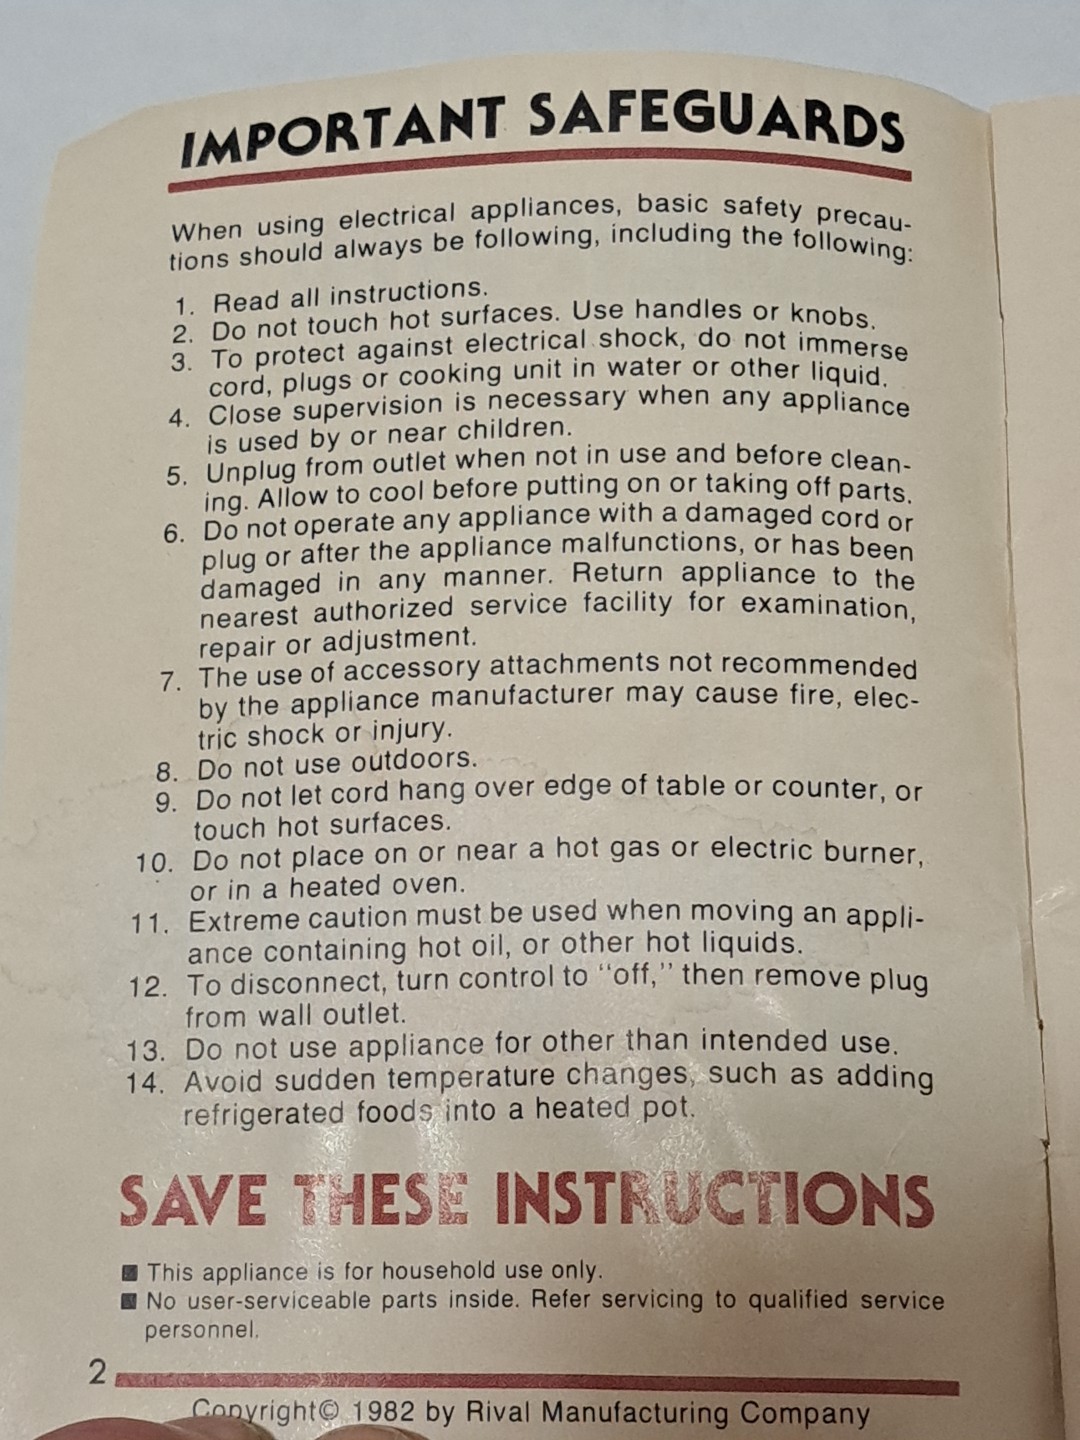 IMPORTANT SAFEGUARDS
When using electrical appliances, basic safety precau-
tions should always be following, including the following:
1. Read all instructions.
2. Do not touch hot surfaces. Use handles or knobs.
3. To protect against electrical shock, do not immerse
cord, plugs or cooking unit in water or other liquid.
4. Close supervision is necessary when any appliance
is used by or near children.
5. Unplug from outlet when not in use and before clean-
ing. Allow to cool before putting on or taking off parts.
6. Do not operate any appliance with a damaged cord or
plug or after the appliance malfunctions, or has been
damaged in any manner. Return appliance to the
nearest authorized service facility for examination,
repair or adjustment.
7. The use of accessory attachments not recommended
by the appliance manufacturer may cause fire, elec-
tric shock or injury.
8. Do not use outdoors.
9. Do not let cord hang over edge of table or counter, or
touch hot surfaces.
10. Do not place on or near a hot gas or electric burner,
or in a heated oven.
11. Extreme caution must be used when moving an appli-
ance containing hot oil, or other hot liquids.
12. To disconnect, turn control to “off,” then remove plug
from wall outlet.
13. Do not use appliance for other than intended use.
14. Avoid sudden temperature changes, such as adding
refrigerated foods into a heated pot.
SAVE THESE INSTRUCTIONS
■ This appliance is for household use only.
■ No user-serviceable parts inside. Refer servicing to qualified service
personnel.
2
Copyright© 1982 by Rival Manufacturing Company